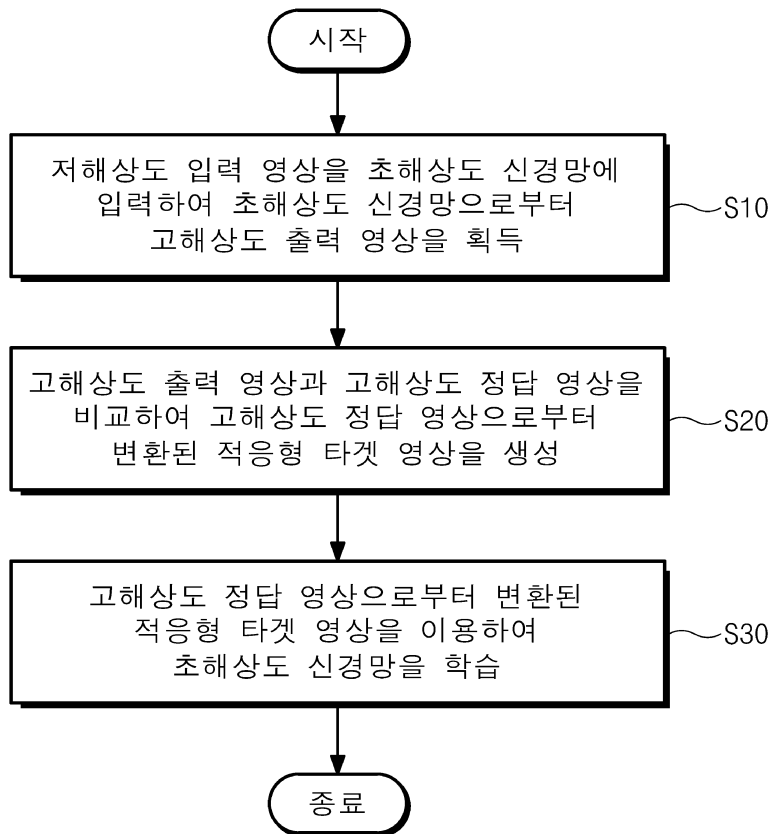 시작
저해상도 입력 영상을 초해상도 신경망에
입력하여 초해상도 신경망으로부터
고해상도 출력 영상을 획득
S10
고해상도 출력 영상과 고해상도 정답 영상을
비교하여 고해상도 정답 영상으로부터
변환된 적응형 타겟 영상을 생성
S20
고해상도 정답 영상으로부터 변환된
적응형 타겟 영상을 이용하여
초해상도 신경망을 학습
S30
종료